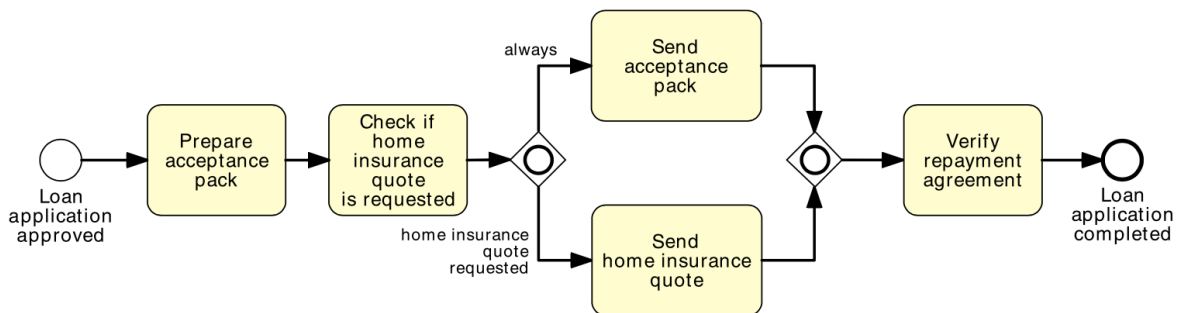 Loan
application
approved
Prepare
acceptance
pack
Check if
home
insurance
quote
is requested
always
home insurance
quote
requested
Send
acceptance
pack
Send
home insurance
quote
Verify
repayment
agreement
Loan
application
completed